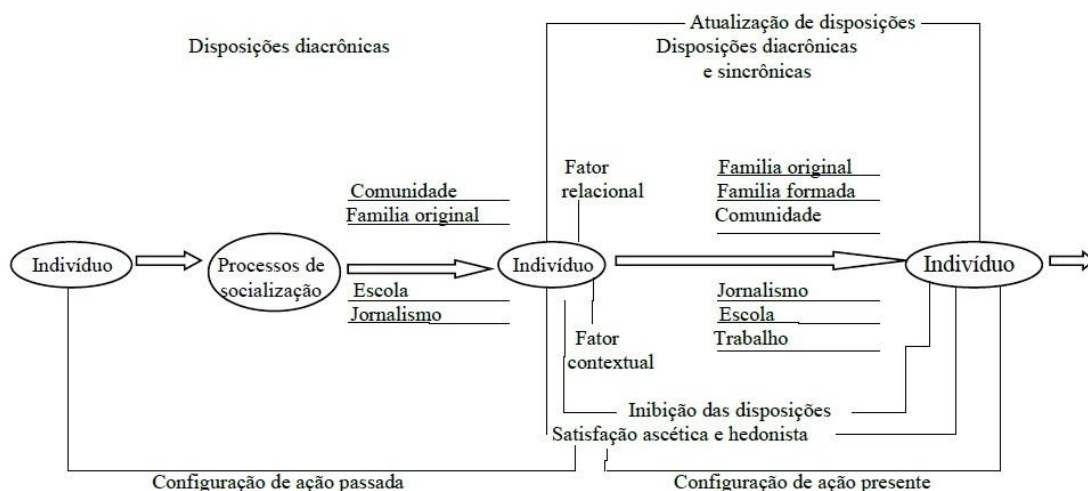 Atualização de disposições
Disposições diacrônicas
Disposições diacrônicas
e sincrônicas
Fator
relacional
Comunidade
Familia original
Familia original
Familia formada
Comunidade
Indivíduo
Processos de
socialização
Indivíduo
Indivíduo
Escola
Jornalismo
Jornalismo
Escola
Trabalho
Fator
contextual
Inibição das disposições
Satisfação ascética e hedonista
Configuração de ação passada
Configuração de ação presente